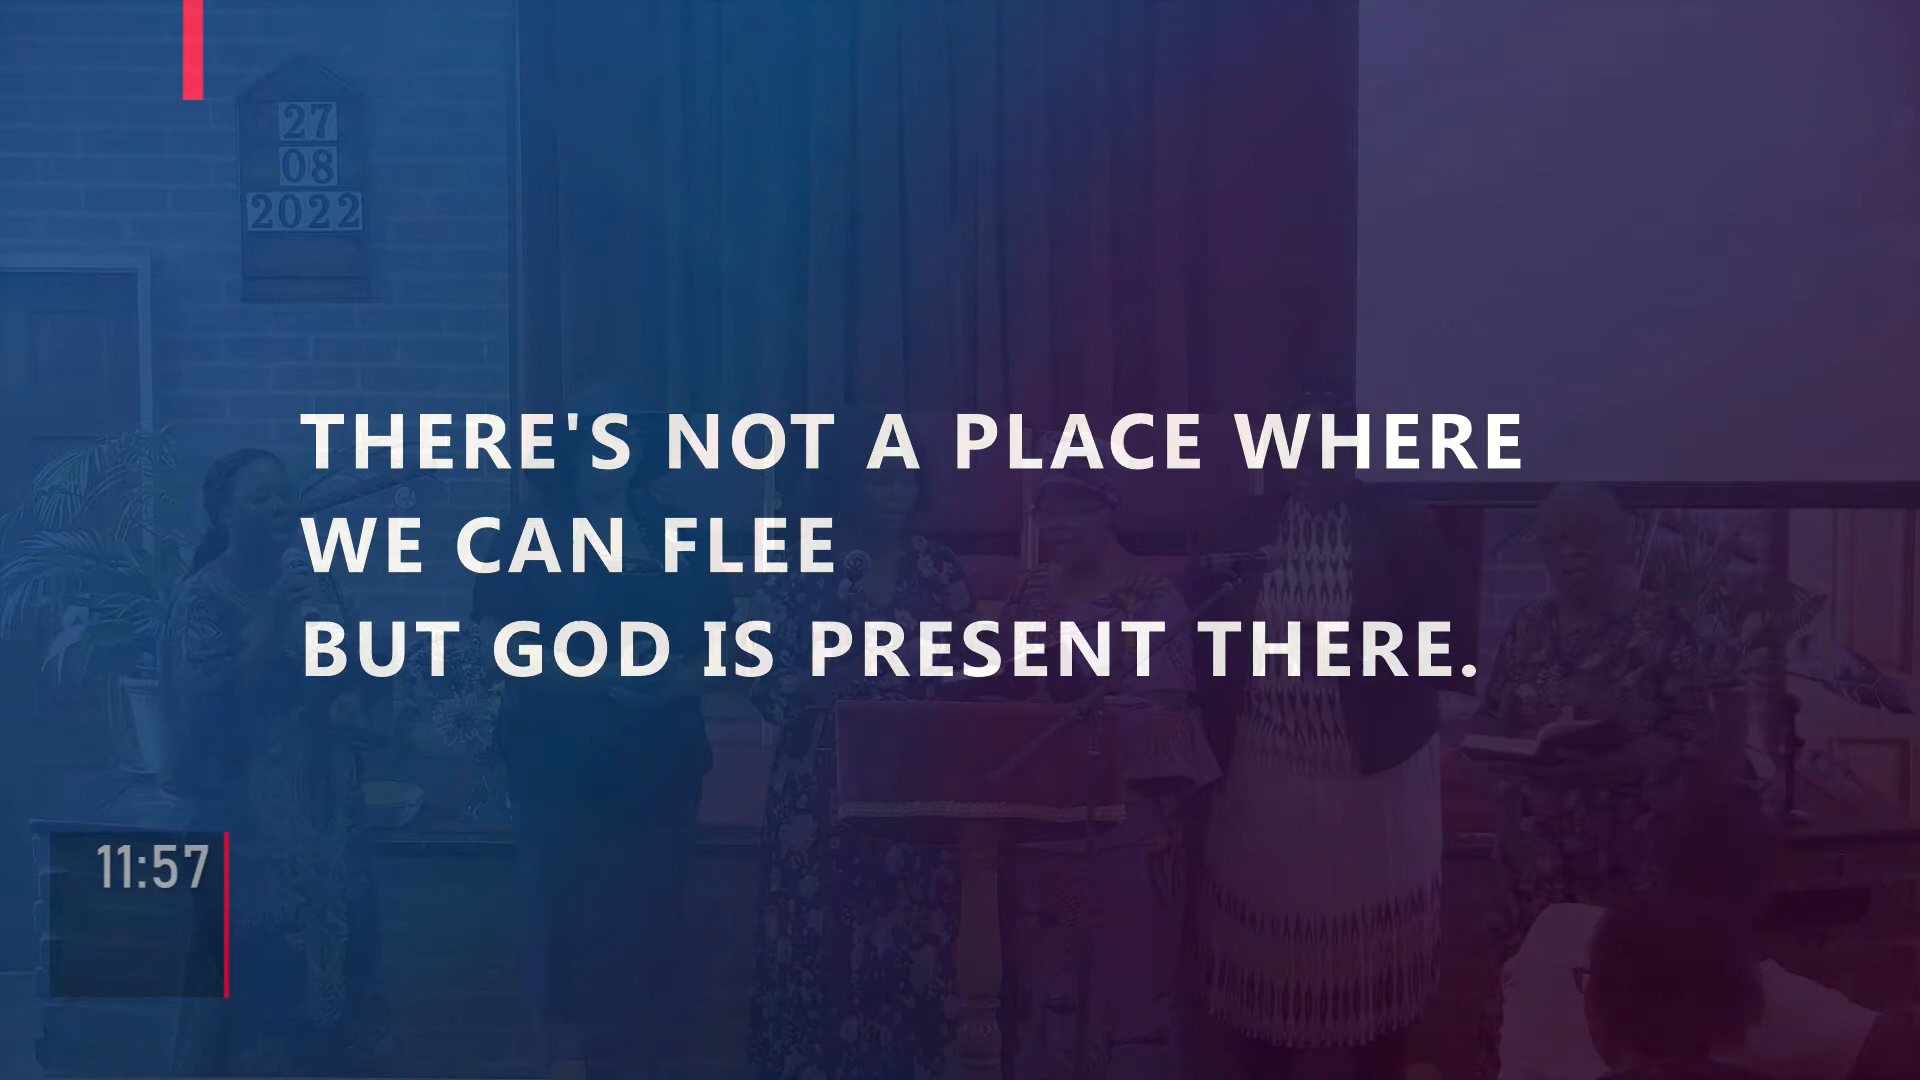 27
08
2022
THERE'S NOT A PLACE WHERE
WE CAN FLEE
BUT GOD IS PRESENT THERE.
11:57